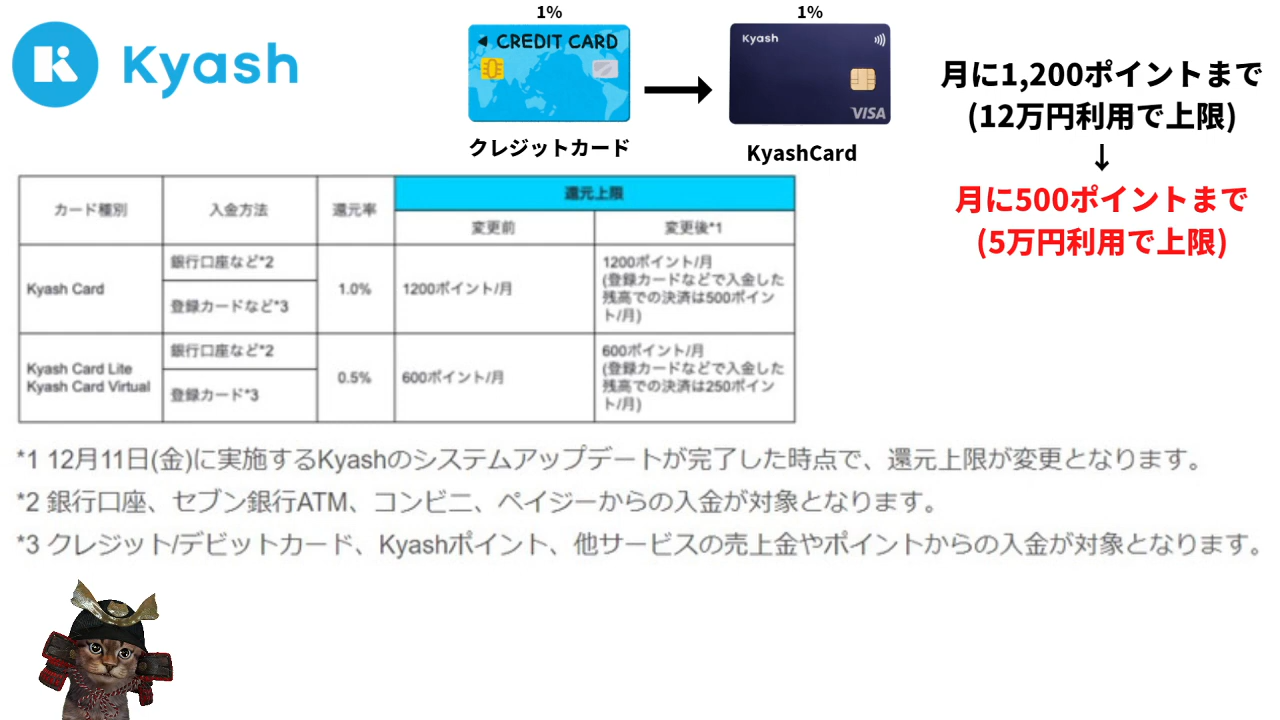 Kyash
1%
CREDIT CARD
クレジットカード
1%
Kyash
VISA
KyashCard
月に1,200ポイントまで
(12万円利用で上限)
↓
月に500ポイントまで
(5万円利用で上限)
カード種別
入金方法
還元率
還元上限
変更前
変更後*1
Kyash Card
銀行口座など*2
登録カードなど*3
1.0%
1200ポイント/月
1200ポイント/月
(登録カードなどで入金した
残高での決済は500ポイン
ト/月)
Kyash Card Lite
Kyash Card Virtual
銀行口座など*2
登録カード*3
0.5%
600ポイント/月
600ポイント/月
(登録カードなどで入金した
残高での決済は250ポイン
ト/月)
*1 12月11日(金)に実施するKyashのシステムアップデートが完了した時点で、還元上限が変更となります。
*2 銀行口座、セブン銀行ATM、コンビニ、ペイジーからの入金が対象となります。
*3 クレジット/デビットカード、Kyashポイント、他サービスの売上金やポイントからの入金が対象となります。